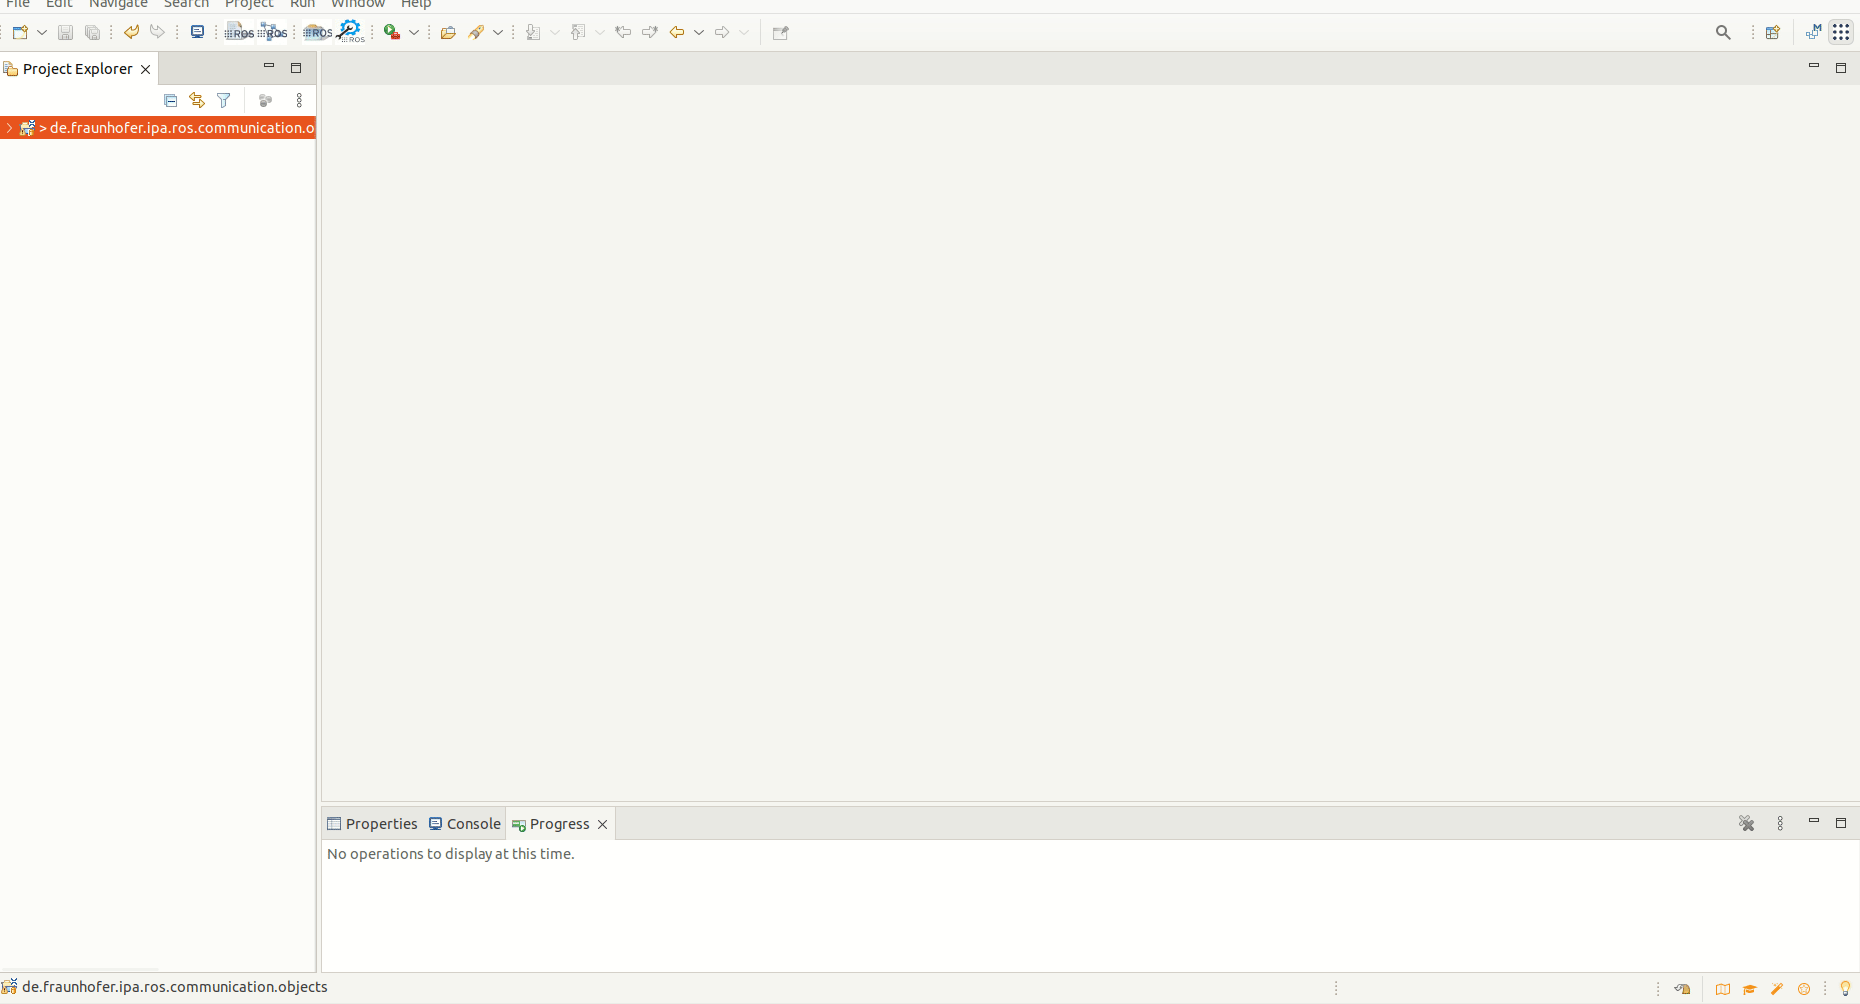 File Edit Navigate Search Project Run Window Help
ROS ROS ROS ROS M
Project Explorer
> de.fraunhofer.ipa.ros.communication.o
Properties Console Progress
No operations to display at this time.
de.fraunhofer.ipa.ros.communication.objects